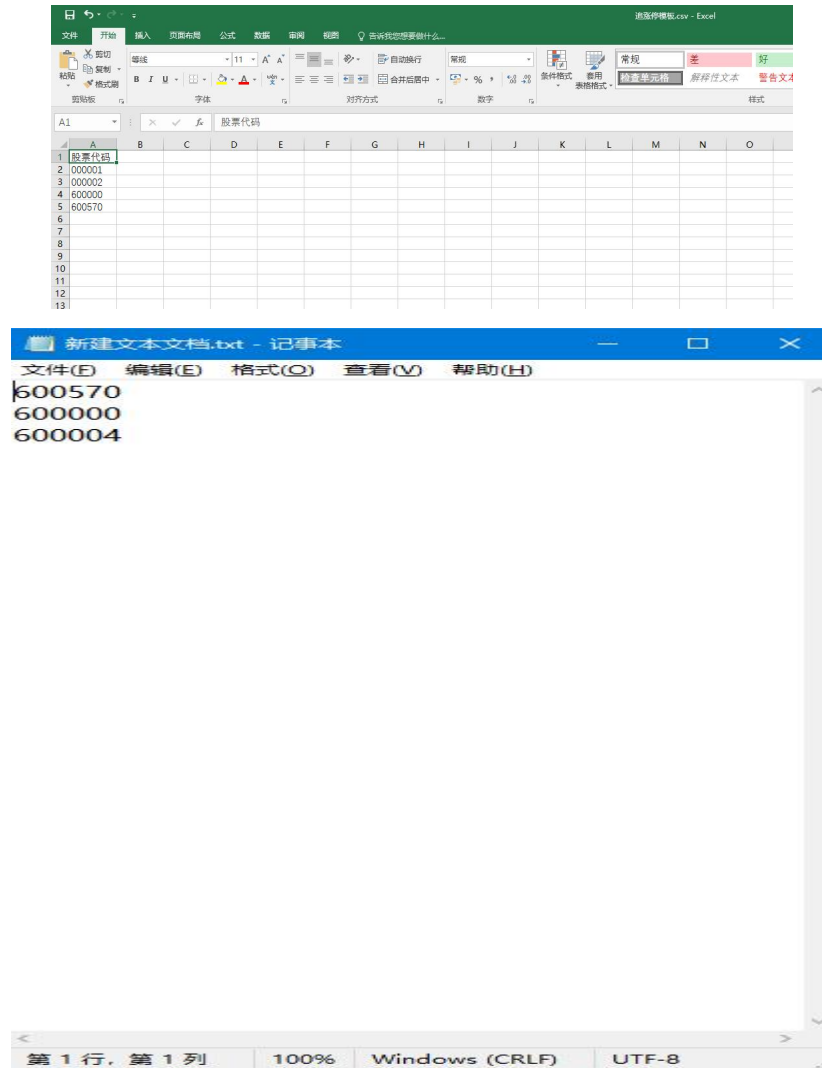 追涨停模板.csv - Excel
文件 开始 插入 页面布局 公式 数据 审阅 视图 告诉我您想要做什么...
粘贴 剪切 复制 格式刷 等线 11 A A 自动换行 常规 条件格式 套用表格格式 常规 差 好
B I U A 合并后居中 % 检查单元格 解释性文本 警告文本
剪贴板 字体 对齐方式 数字 样式
A1 fx 股票代码
A B C D E F G H I J K L M N O
1 股票代码
2 000001
3 000002
4 600000
5 600570
6
7
8
9
10
11
12
13
新建文本文档.txt - 记事本
文件(F) 编辑(E) 格式(O) 查看(V) 帮助(H)
600570
600000
600004
第 1 行, 第 1 列 100% Windows (CRLF) UTF-8